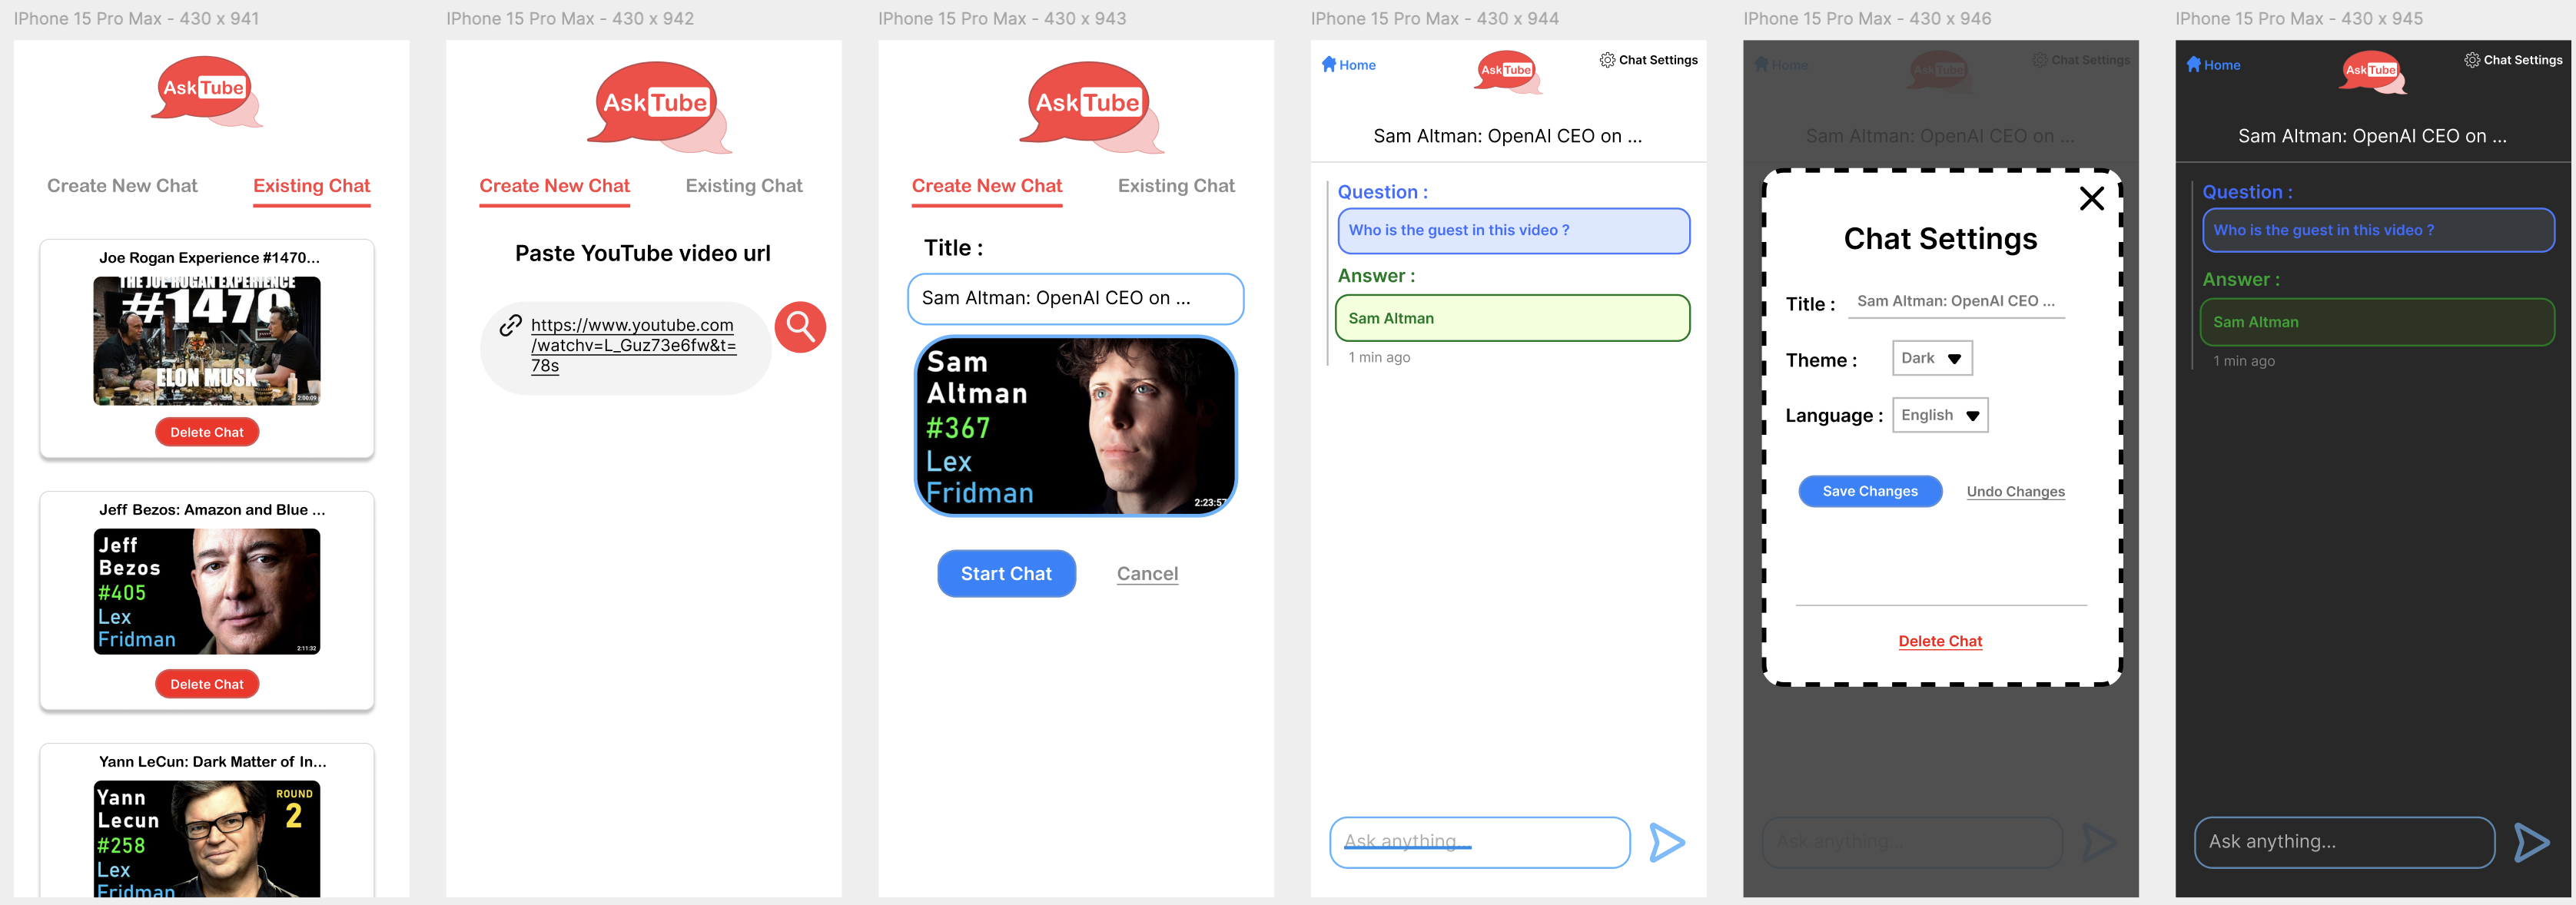 IPhone 15 Pro Max - 430 x 941
AskTube
Create New Chat
Existing Chat
Joe Rogan Experience #1470...
THE JOE ROGAN EXPERIENCE
#1470
ELON MUSK
2:00:09
Delete Chat
Jeff Bezos: Amazon and Blue ...
Jeff
Bezos
#405
Lex
Fridman
2:11:32
Delete Chat
Yann LeCun: Dark Matter of In...
Yann
Lecun
#258
Lex
Fridman
ROUND
2
IPhone 15 Pro Max - 430 x 942
AskTube
Create New Chat
Existing Chat
Paste YouTube video url
https://www.youtube.com
/watchv=L_Guz73e6fw&t=
78s
IPhone 15 Pro Max - 430 x 943
AskTube
Create New Chat
Existing Chat
Title :
Sam Altman: OpenAI CEO on ...
Sam
Altman
#367
Lex
Fridman
2:23:57
Start Chat
Cancel
IPhone 15 Pro Max - 430 x 944
Home
AskTube
Chat Settings
Sam Altman: OpenAI CEO on ...
Question :
Who is the guest in this video ?
Answer :
Sam Altman
1 min ago
Ask anything...
IPhone 15 Pro Max - 430 x 946
Home
AskTube
Chat Settings
Sam Altman: OpenAI CEO on ...
Chat Settings
Title :
Sam Altman: OpenAI CEO ...
Theme :
Dark
Language :
English
Save Changes
Undo Changes
Delete Chat
Ask anything...
IPhone 15 Pro Max - 430 x 945
Home
AskTube
Chat Settings
Sam Altman: OpenAI CEO on ...
Question :
Who is the guest in this video ?
Answer :
Sam Altman
1 min ago
Ask anything...